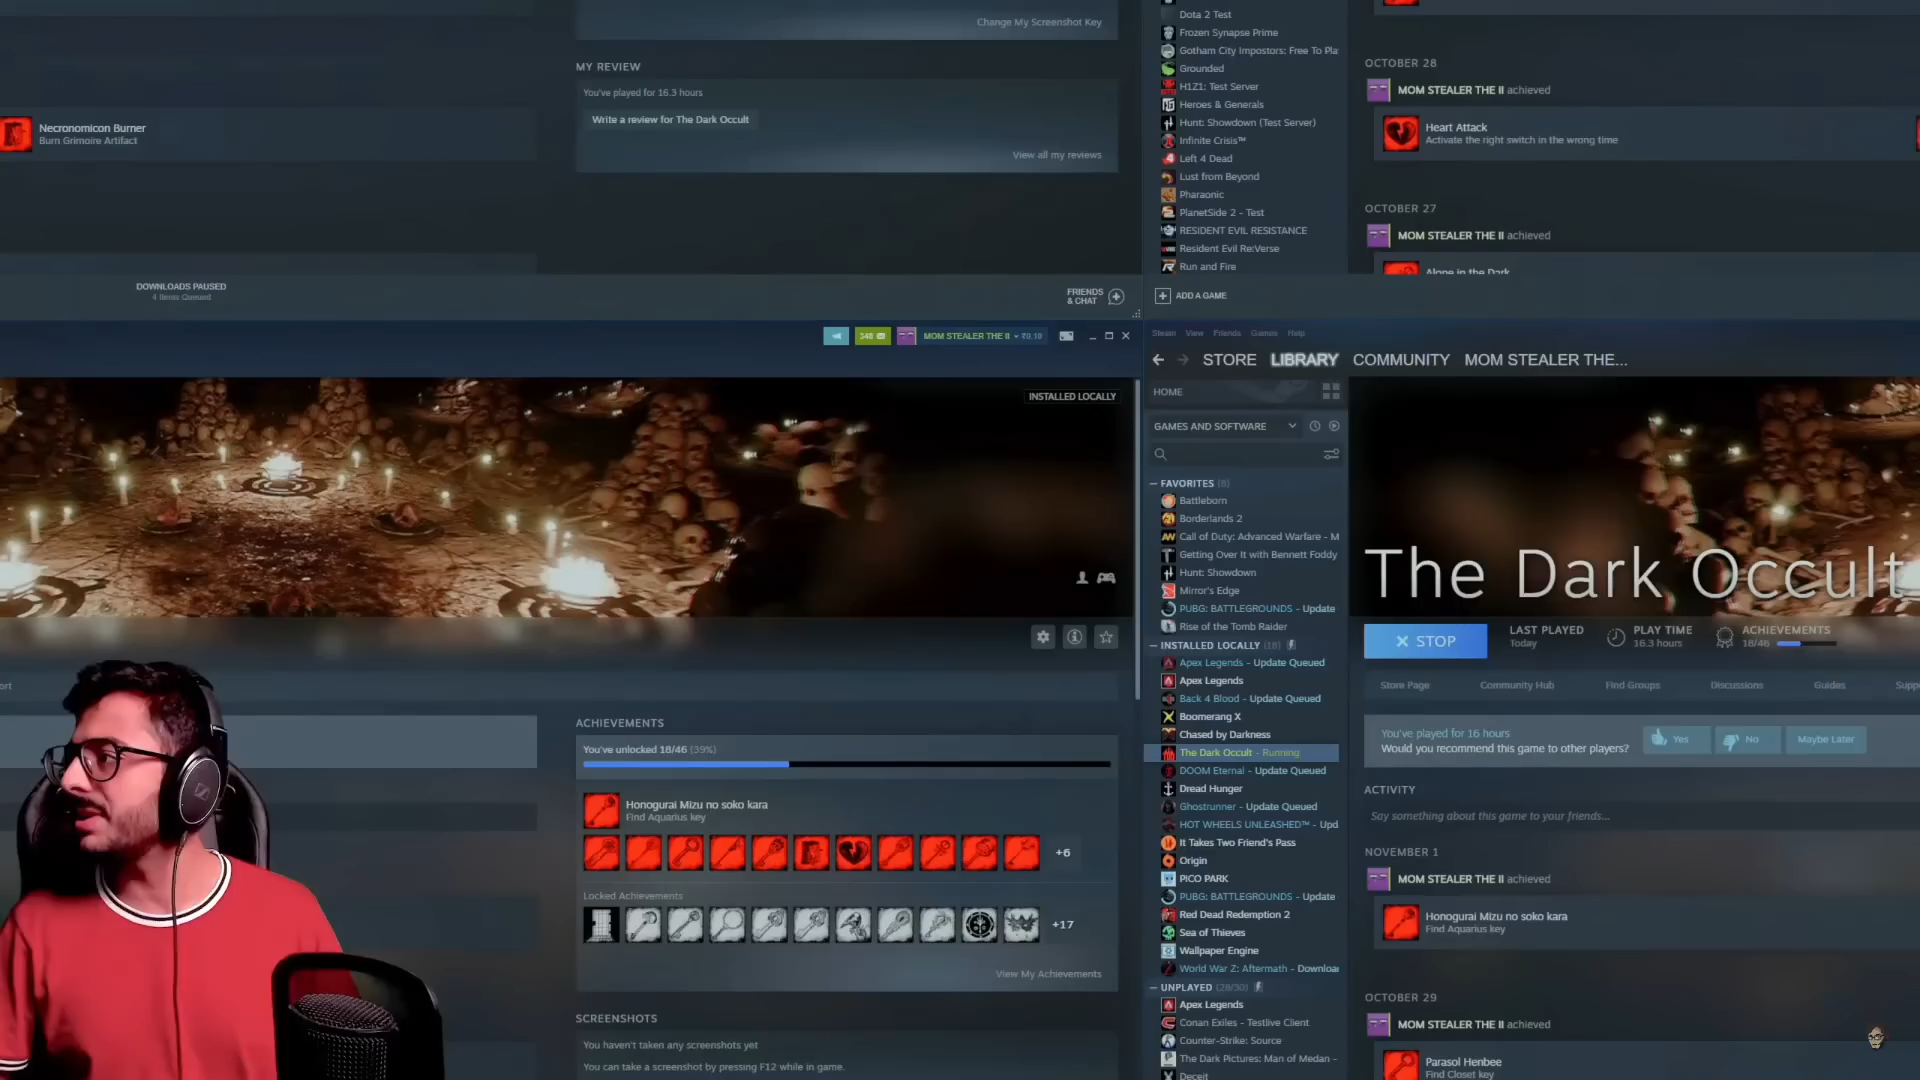 Change My Screenshot Key
MY REVIEW
You've played for 16.3 hours
Write a review for The Dark Occult
View all my reviews
Necronomicon Burner
Burn Grimoire Artifact
DOWNLOADS PAUSED
4 Items Queued
FRIENDS
& CHAT
Dota 2 Test
Frozen Synapse Prime
Gotham City Impostors: Free To Pla
Grounded
H1Z1: Test Server
Heroes & Generals
Hunt: Showdown (Test Server)
Infinite Crisis™
Left 4 Dead
Lust from Beyond
Pharaonic
PlanetSide 2 - Test
RESIDENT EVIL RESISTANCE
Resident Evil Re:Verse
Run and Fire
ADD A GAME
OCTOBER 28
MOM STEALER THE II achieved
Heart Attack
Activate the right switch in the wrong time
OCTOBER 27
MOM STEALER THE II achieved
Alone in the Dark
MOM STEALER THE II
INSTALLED LOCALLY
ort
ACHIEVEMENTS
You've unlocked 18/46 (39%)
Honogurai Mizu no soko kara
Find Aquarius key
+6
Locked Achievements
+17
View My Achievements
SCREENSHOTS
You haven't taken any screenshots yet
You can take a screenshot by pressing F12 while in game.
Steam View Friends Games Help
STORE LIBRARY COMMUNITY MOM STEALER THE...
HOME
GAMES AND SOFTWARE
FAVORITES (8)
Battleborn
Borderlands 2
Call of Duty: Advanced Warfare - M
Getting Over It with Bennett Foddy
Hunt: Showdown
Mirror's Edge
PUBG: BATTLEGROUNDS - Update
Rise of the Tomb Raider
INSTALLED LOCALLY (18)
Apex Legends - Update Queued
Apex Legends
Back 4 Blood - Update Queued
Boomerang X
Chased by Darkness
The Dark Occult - Running
DOOM Eternal - Update Queued
Dread Hunger
Ghostrunner - Update Queued
HOT WHEELS UNLEASHED™ - Upd
It Takes Two Friend's Pass
Origin
PICO PARK
PUBG: BATTLEGROUNDS - Update
Red Dead Redemption 2
Sea of Thieves
Wallpaper Engine
World War Z: Aftermath - Downloa
UNPLAYED (28/30)
Apex Legends
Conan Exiles - Testlive Client
Counter-Strike: Source
The Dark Pictures: Man of Medan -
Deceit
The Dark Occult
STOP
LAST PLAYED
Today
PLAY TIME
16.3 hours
ACHIEVEMENTS
18/46
Store Page Community Hub Find Groups Discussions Guides Suppo
You've played for 16 hours
Would you recommend this game to other players?
Yes No Maybe Later
ACTIVITY
Say something about this game to your friends...
NOVEMBER 1
MOM STEALER THE II achieved
Honogurai Mizu no soko kara
Find Aquarius key
OCTOBER 29
MOM STEALER THE II achieved
Parasol Henbee
Find Closet key